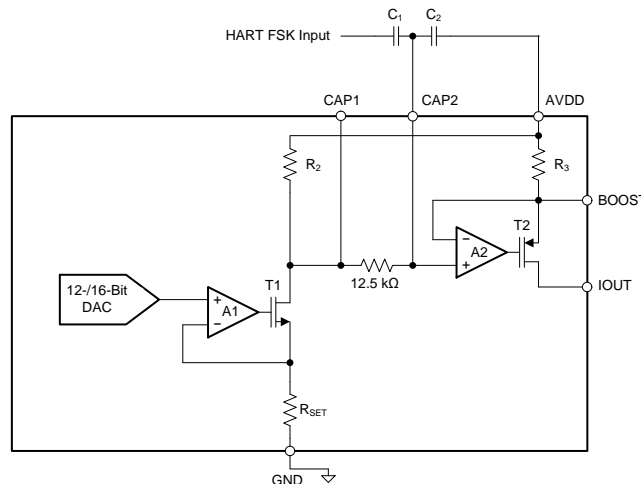 C1 C2
HART FSK Input
CAP1 CAP2 AVDD
R2 R3
BOOST
T2
−
A2
+
IOUT
12.5 kΩ
T1
12-/16-Bit
DAC
+
A1
−
RSET
GND